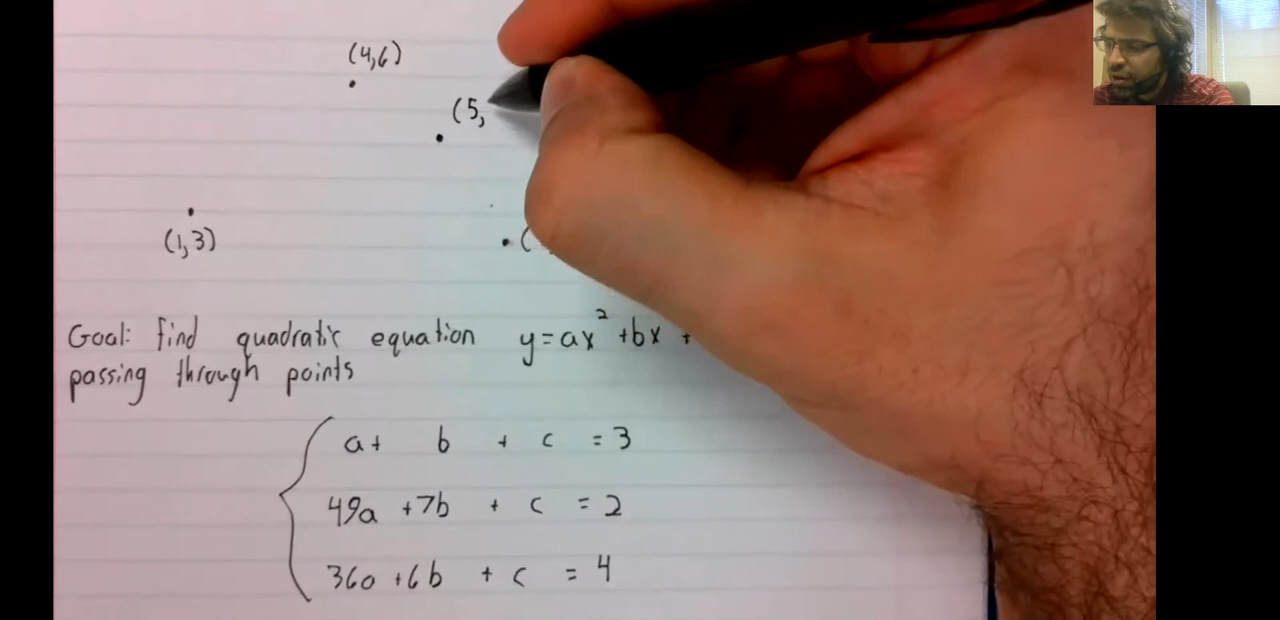 (4,6)
(5,
(1,3)
(
Goal: find quadratic equation y=ax²+bx +
passing through points
a+ b + c = 3
49a +7b + c = 2
36a +6b + c = 4